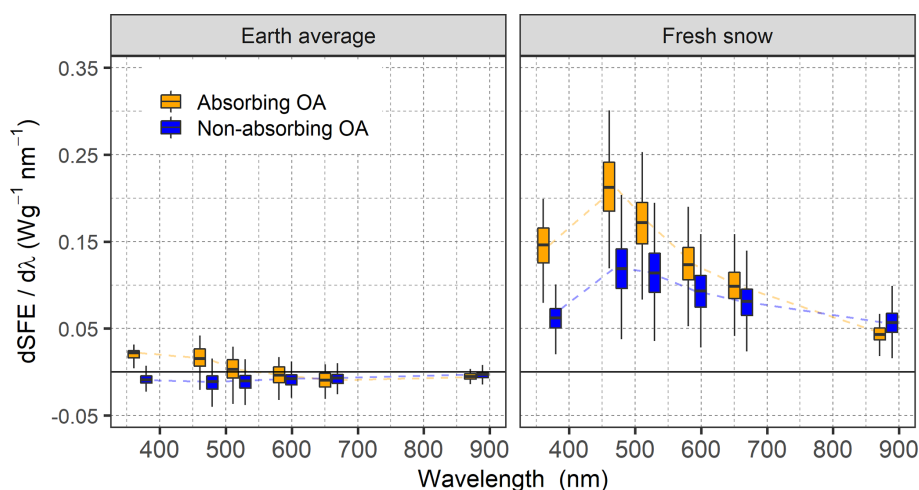 Earth average
Fresh snow
0.35
0.25
0.15
0.05
-0.05
dSFE / dλ (Wg⁻¹ nm⁻¹)
Absorbing OA
Non-absorbing OA
400 500 600 700 800 900
400 500 600 700 800 900
Wavelength (nm)